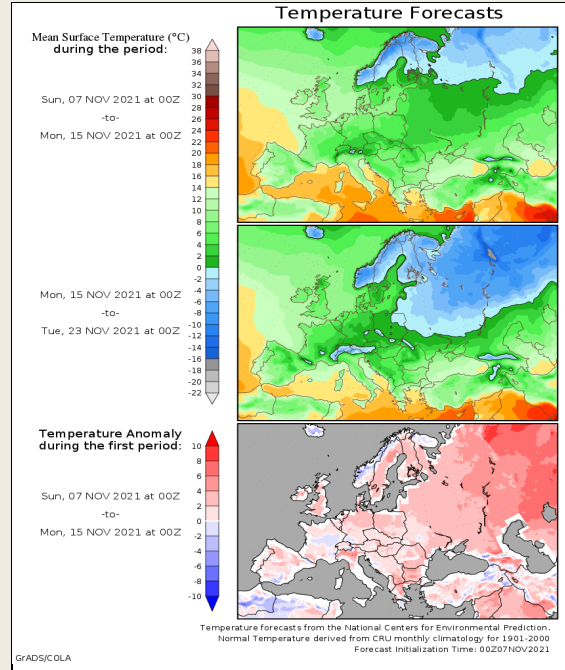 Temperature Forecasts
Mean Surface Temperature (°C)
during the period:
Sun, 07 NOV 2021 at 00Z
-to-
Mon, 15 NOV 2021 at 00Z
38
36
34
32
30
28
26
24
22
20
18
16
14
12
10
8
6
4
2
0
-2
-4
-6
-8
-10
-12
-14
-16
-18
-20
-22
Mon, 15 NOV 2021 at 00Z
-to-
Tue, 23 NOV 2021 at 00Z
Temperature Anomaly
during the first period:
Sun, 07 NOV 2021 at 00Z
-to-
Mon, 15 NOV 2021 at 00Z
10
8
6
4
2
0
-2
-4
-6
-8
-10
Temperature forecasts from the National Centers for Environmental Prediction.
Normal Temperature derived from CRU monthly climatology for 1901-2000
Forecast Initialization Time: 00Z07NOV2021
GrADS/COLA